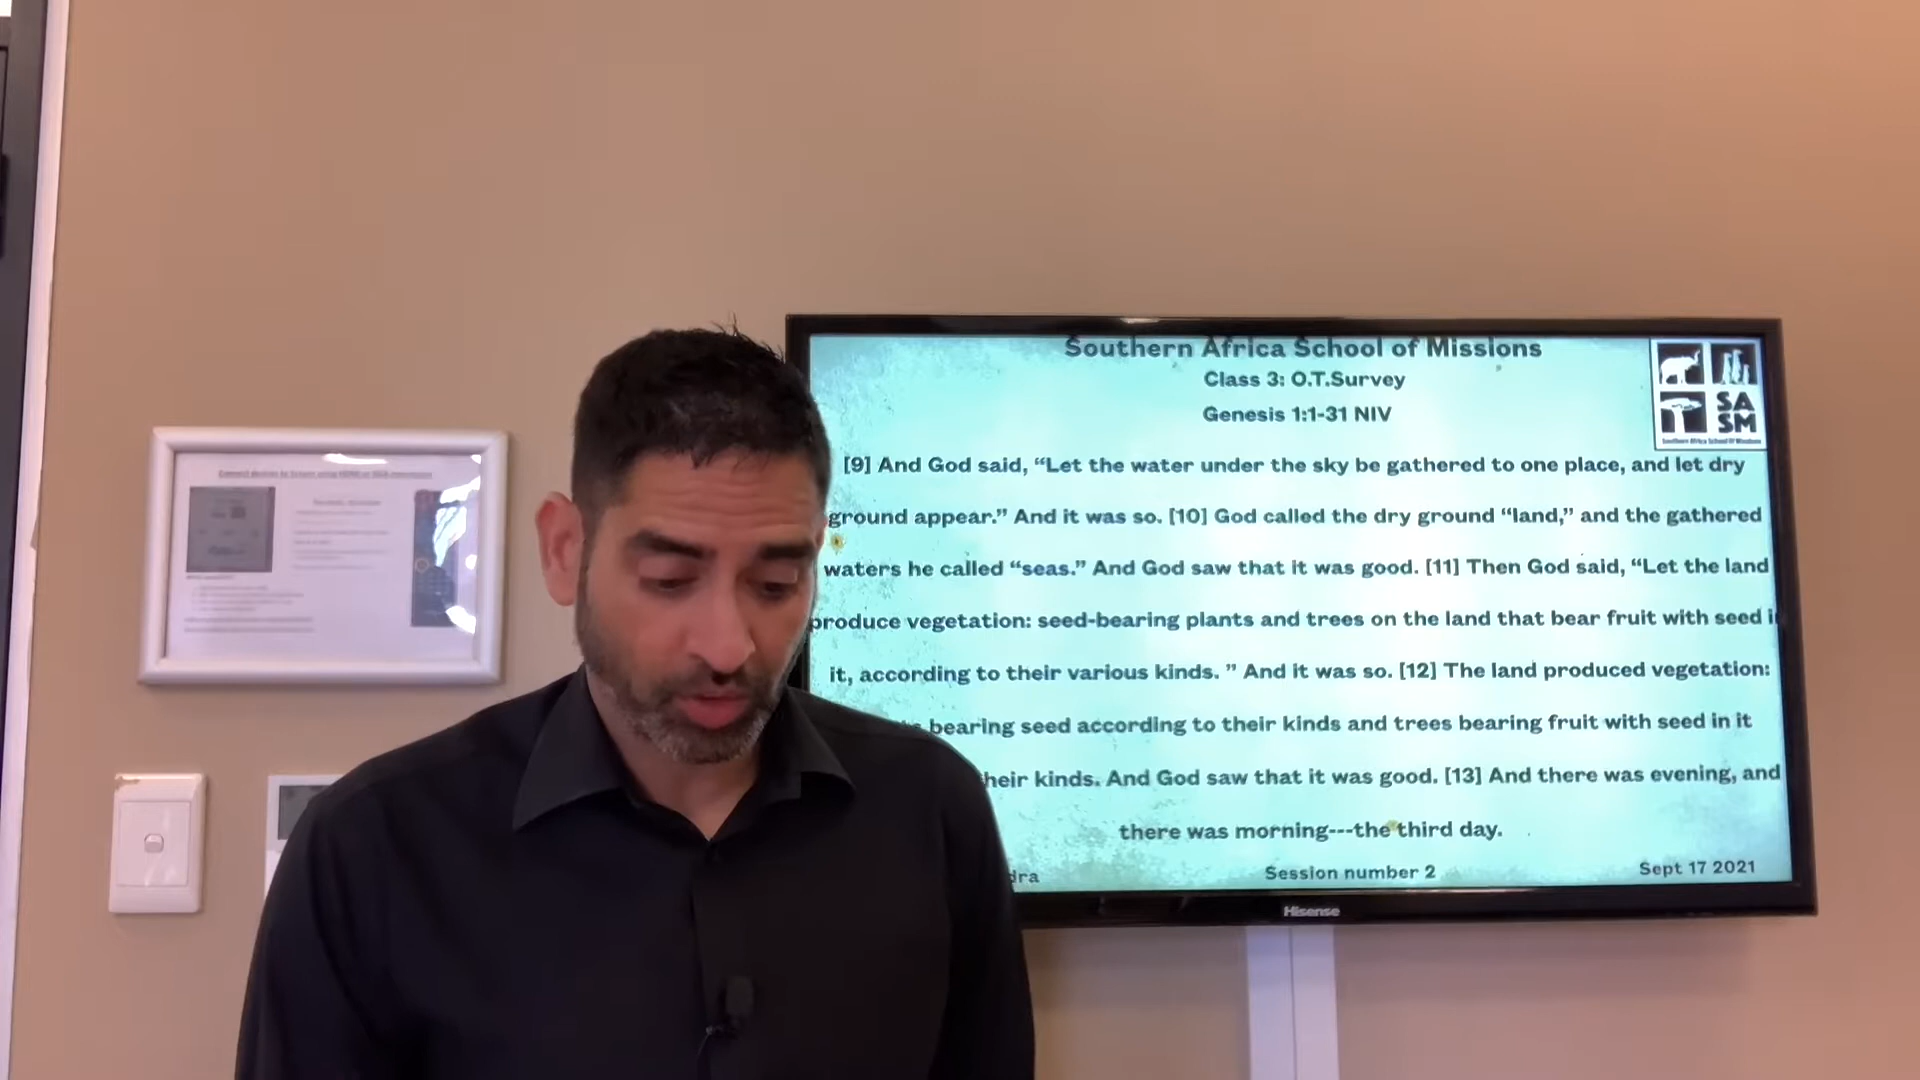 Southern Africa School of Missions
Class 3: O.T.Survey
Genesis 1:1-31 NIV
SA
SM
Southern Africa School Of Missions
[9] And God said, “Let the water under the sky be gathered to one place, and let dry
ground appear.” And it was so. [10] God called the dry ground “land,” and the gathered
waters he called “seas.” And God saw that it was good. [11] Then God said, “Let the land
produce vegetation: seed-bearing plants and trees on the land that bear fruit with seed
it, according to their various kinds. ” And it was so. [12] The land produced vegetation:
bearing seed according to their kinds and trees bearing fruit with seed in it
their kinds. And God saw that it was good. [13] And there was evening, and
there was morning---the third day.
dra Session number 2 Sept 17 2021
Hisense